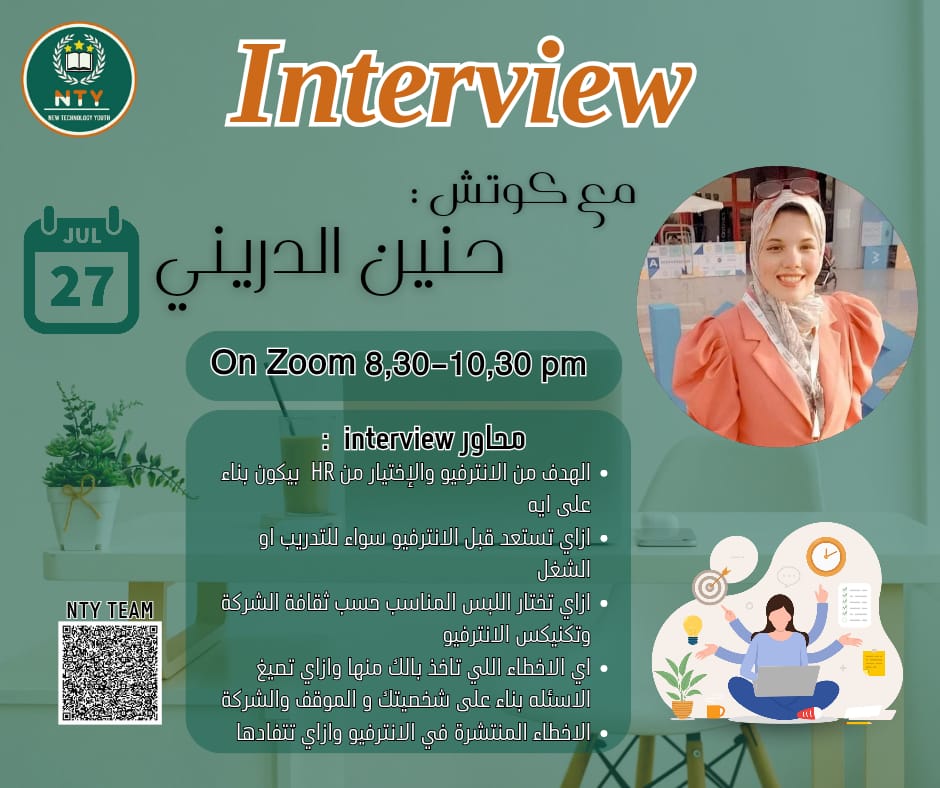 NTY
NEW TECHNOLOGY YOUTH
Interview
مع كوتش :
حنين الدريني
JUL
27
On Zoom 8,30-10,30 pm
محاور interview :
• الهدف من الانترفيو والإختيار من HR بيكون بناء
على ايه
• ازاي تستعد قبل الانترفيو سواء للتدريب او
الشغل
• ازاي تختار اللبس المناسب حسب ثقافة الشركة
وتكنيكس الانترفيو
• اي الاخطاء اللي تاخذ بالك منها وازاي تصيغ
الاسئله بناء على شخصيتك و الموقف والشركة
• الاخطاء المنتشرة في الانترفيو وازاي تتفادها
NTY TEAM